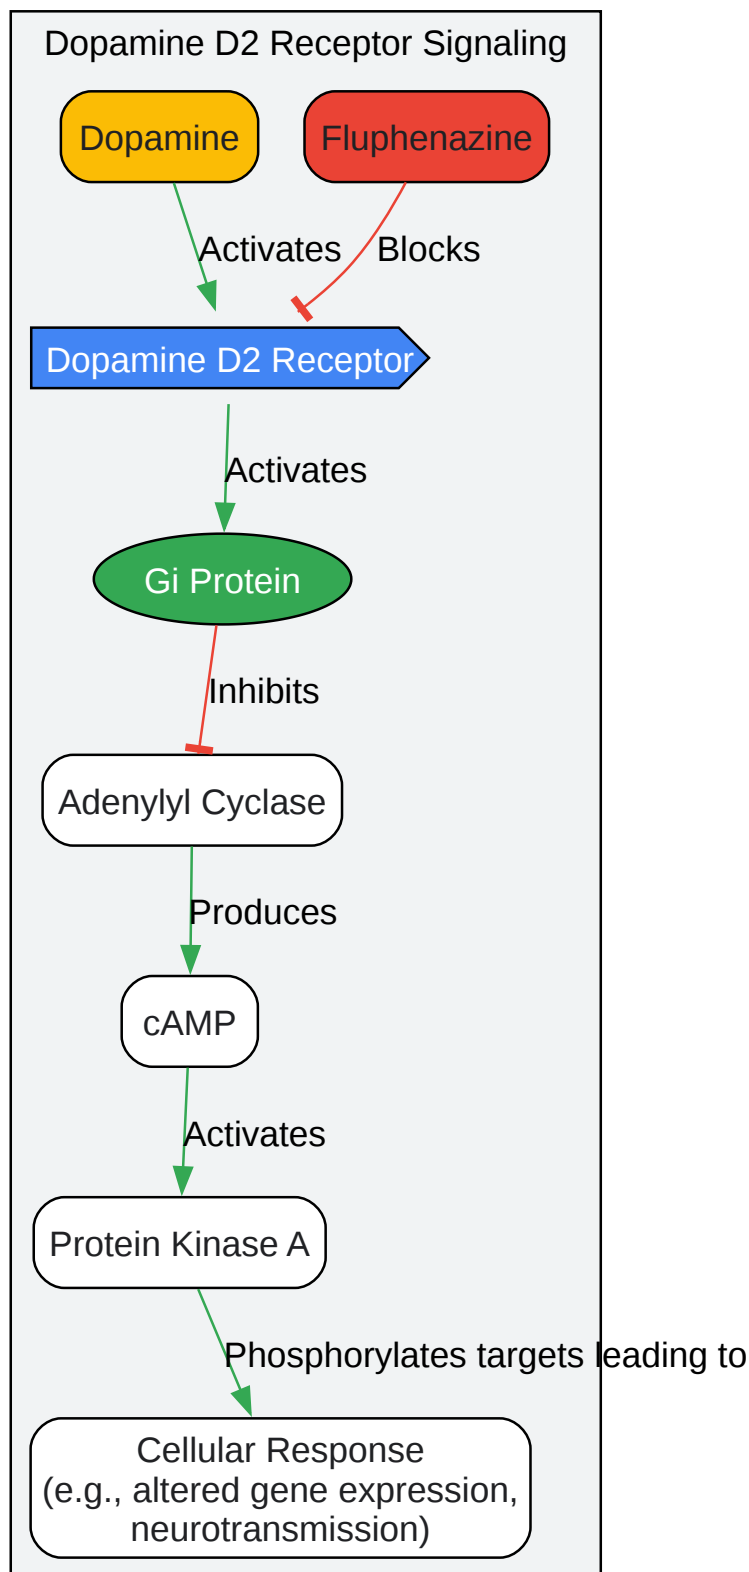 Dopamine D2 Receptor Signaling
Dopamine
Fluphenazine
Activates
Blocks
Dopamine D2 Receptor
Activates
Gi Protein
Inhibits
Adenylyl Cyclase
Produces
cAMP
Activates
Protein Kinase A
Phosphorylates targets leading to
Cellular Response
(e.g., altered gene expression,
neurotransmission)